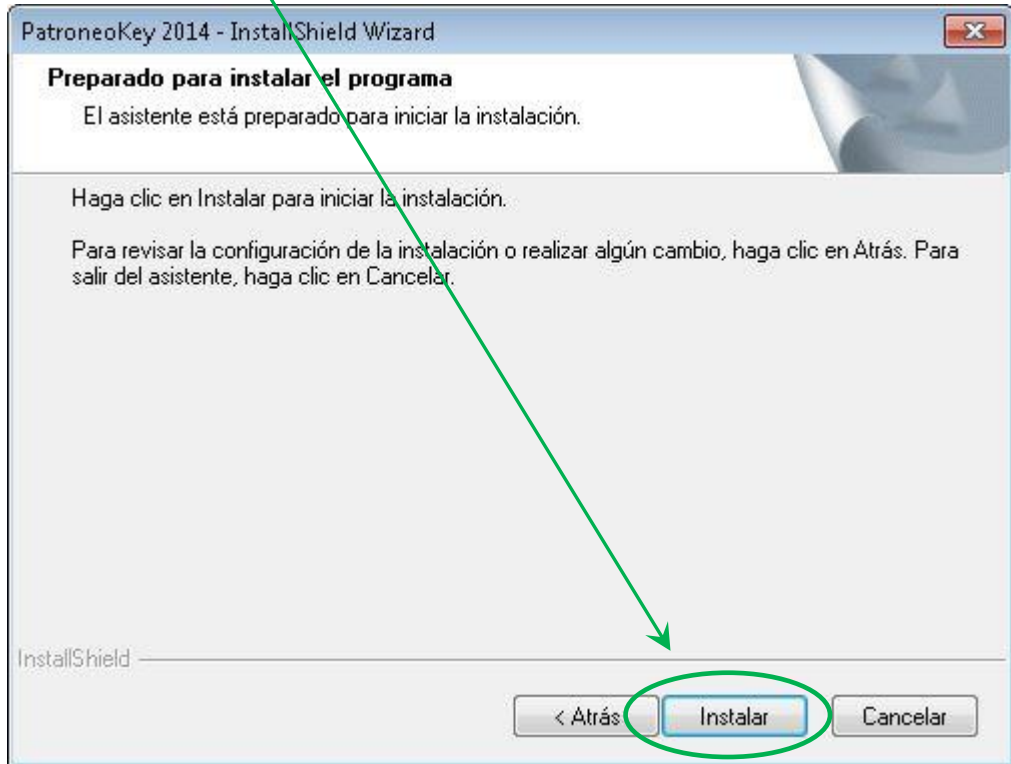 PatroneoKey 2014 - InstallShield Wizard
Preparado para instalar el programa
El asistente está preparado para iniciar la instalación.
Haga clic en Instalar para iniciar la instalación.
Para revisar la configuración de la instalación o realizar algún cambio, haga clic en Atrás. Para
salir del asistente, haga clic en Cancelar.
InstallShield
< Atrás Instalar Cancelar